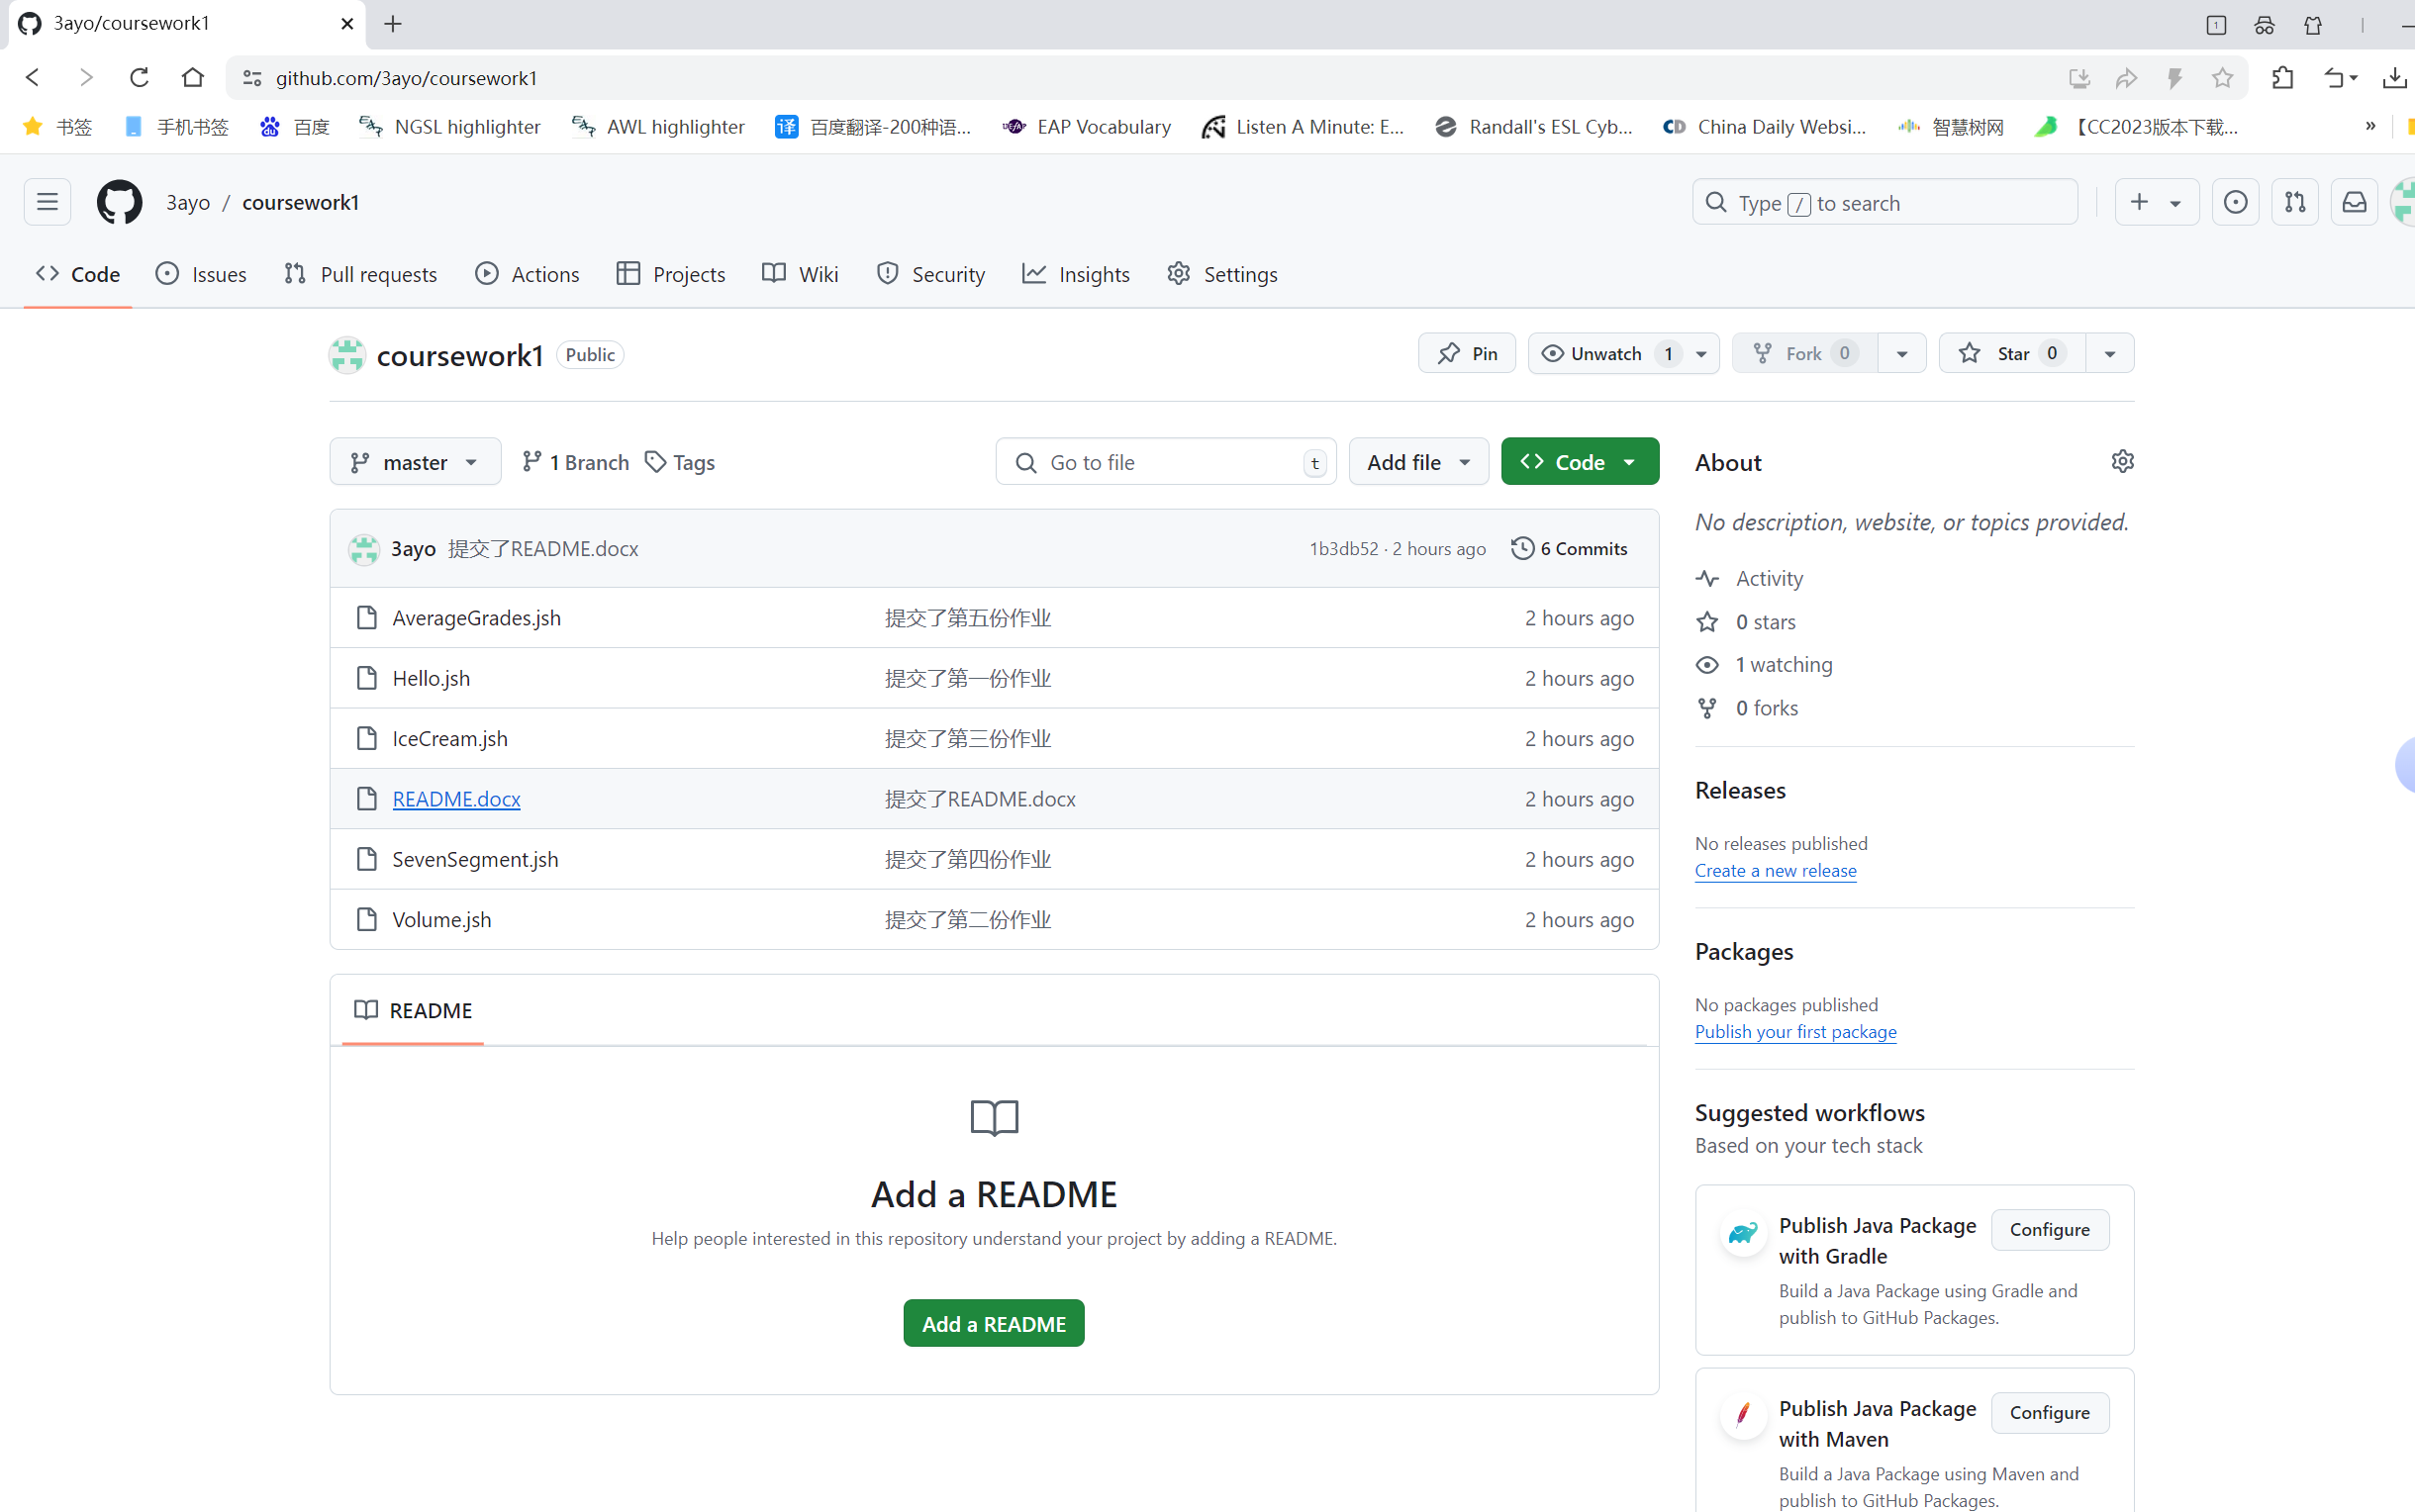 3ayo/coursework1
1
github.com/3ayo/coursework1
书签 手机书签 百度 NGSL highlighter AWL highlighter 译 百度翻译-200种语... EAP Vocabulary Listen A Minute: E... Randall's ESL Cyb... CD China Daily Websi... 智慧树网 【CC2023版本下载... »
3ayo / coursework1
Type / to search
Code Issues Pull requests Actions Projects Wiki Security Insights Settings
coursework1 Public
Pin Unwatch 1 Fork 0 Star 0
master 1 Branch Tags Go to file t Add file Code
3ayo 提交了README.docx 1b3db52 · 2 hours ago 6 Commits
AverageGrades.jsh 提交了第五份作业 2 hours ago
Hello.jsh 提交了第一份作业 2 hours ago
IceCream.jsh 提交了第三份作业 2 hours ago
README.docx 提交了README.docx 2 hours ago
SevenSegment.jsh 提交了第四份作业 2 hours ago
Volume.jsh 提交了第二份作业 2 hours ago
README
Add a README
Help people interested in this repository understand your project by adding a README.
Add a README
About
No description, website, or topics provided.
Activity
0 stars
1 watching
0 forks
Releases
No releases published
Create a new release
Packages
No packages published
Publish your first package
Suggested workflows
Based on your tech stack
Publish Java Package with Gradle
Configure
Build a Java Package using Gradle and
publish to GitHub Packages.
Publish Java Package with Maven
Configure
Build a Java Package using Maven and
publish to GitHub Packages.